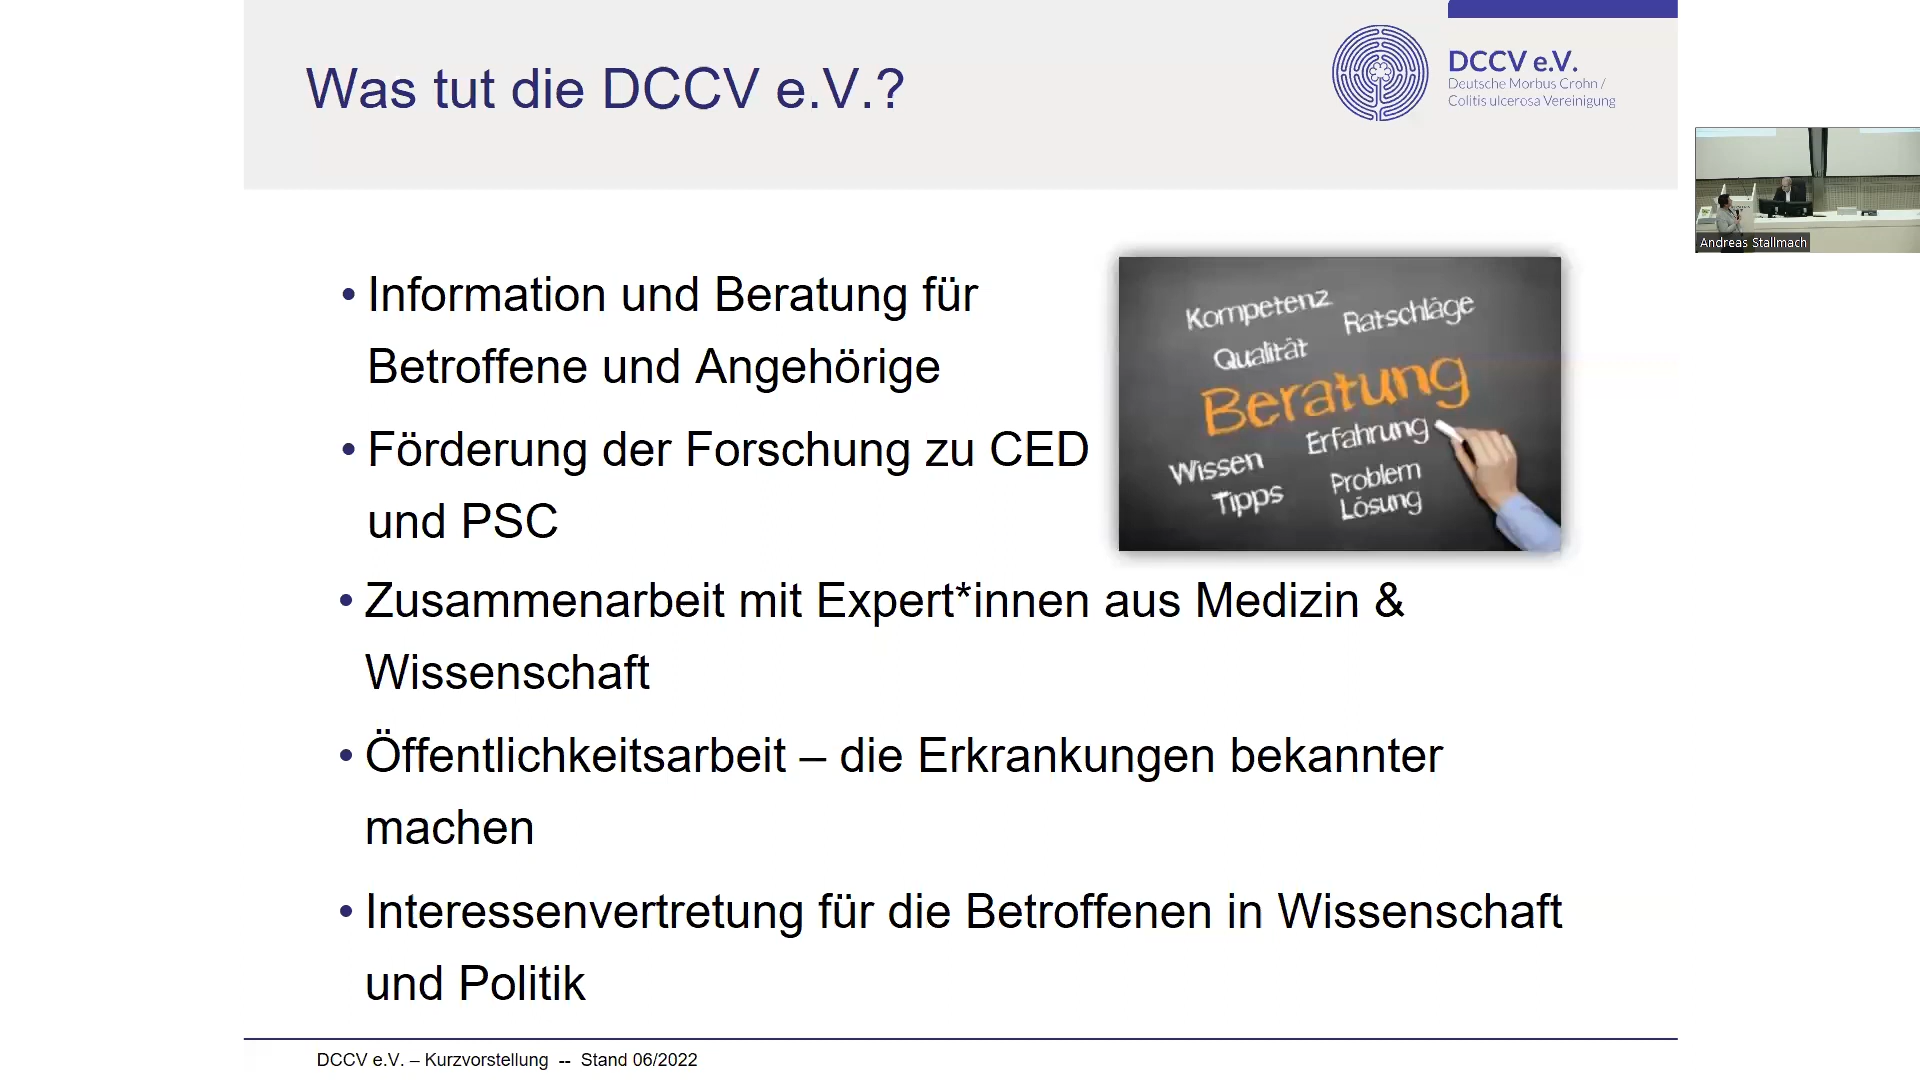 Was tut die DCCV e.V.?
DCCV e.V.
Deutsche Morbus Crohn /
Colitis ulcerosa Vereinigung
Andreas Stallmach
• Information und Beratung für
Betroffene und Angehörige
• Förderung der Forschung zu CED
und PSC
Kompetenz
Ratschläge
Qualität
Beratung
Erfahrung
Wissen
Tipps
Problem
Lösung
• Zusammenarbeit mit Expert*innen aus Medizin &
Wissenschaft
• Öffentlichkeitsarbeit – die Erkrankungen bekannter
machen
• Interessenvertretung für die Betroffenen in Wissenschaft
und Politik
DCCV e.V. – Kurzvorstellung -- Stand 06/2022